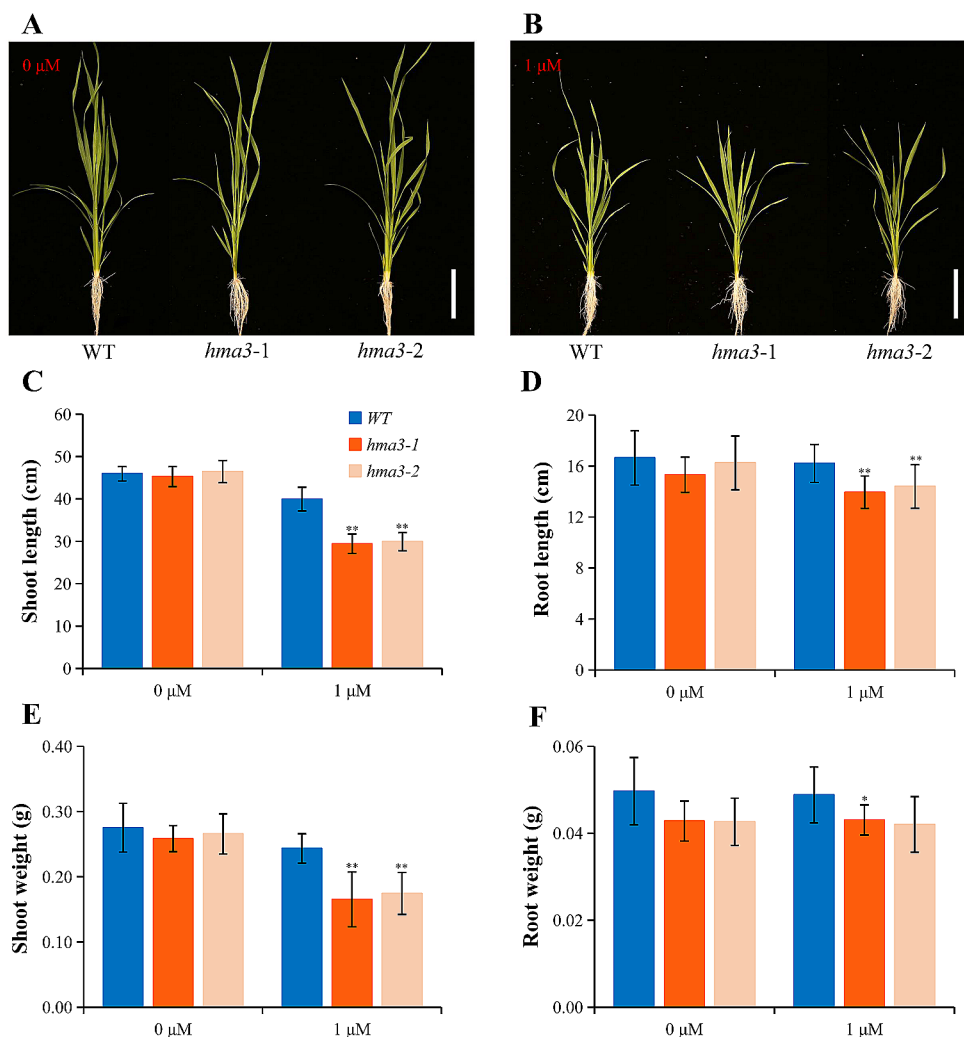 A
B
0 μM
1 μM
WT
hma3-1
hma3-2
WT
hma3-1
hma3-2
C
Shoot length (cm)
60
50
40
30
20
10
0
WT
hma3-1
hma3-2
**
**
0 μM
1 μM
D
Root length (cm)
20
16
12
8
4
0
**
**
0 μM
1 μM
E
Shoot weight (g)
0.40
0.30
0.20
0.10
0.00
**
**
0 μM
1 μM
F
Root weight (g)
0.06
0.04
0.02
0.00
*
0 μM
1 μM